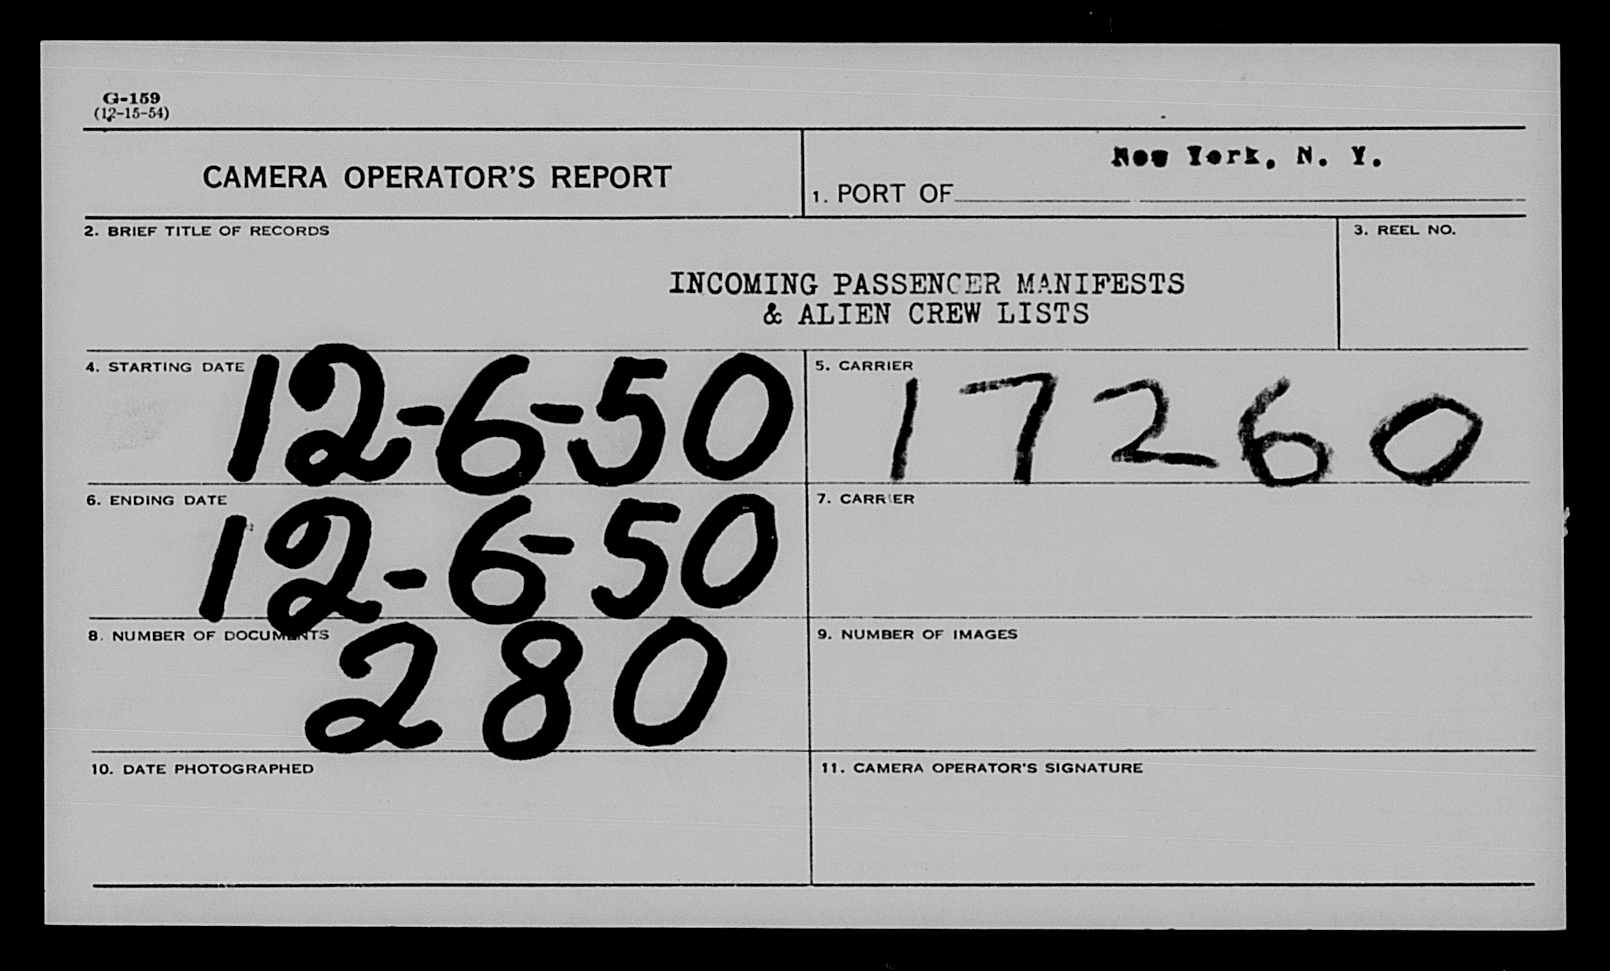 G-159
(12-15-54)
CAMERA OPERATOR'S REPORT
1. PORT OF New York, N. Y.
2. BRIEF TITLE OF RECORDS
INCOMING PASSENGER MANIFESTS
& ALIEN CREW LISTS
3. REEL NO.
4. STARTING DATE 12-6-50
5. CARRIER 17260
6. ENDING DATE 12-6-50
7. CARRIER
8. NUMBER OF DOCUMENTS 280
9. NUMBER OF IMAGES
10. DATE PHOTOGRAPHED
11. CAMERA OPERATOR'S SIGNATURE